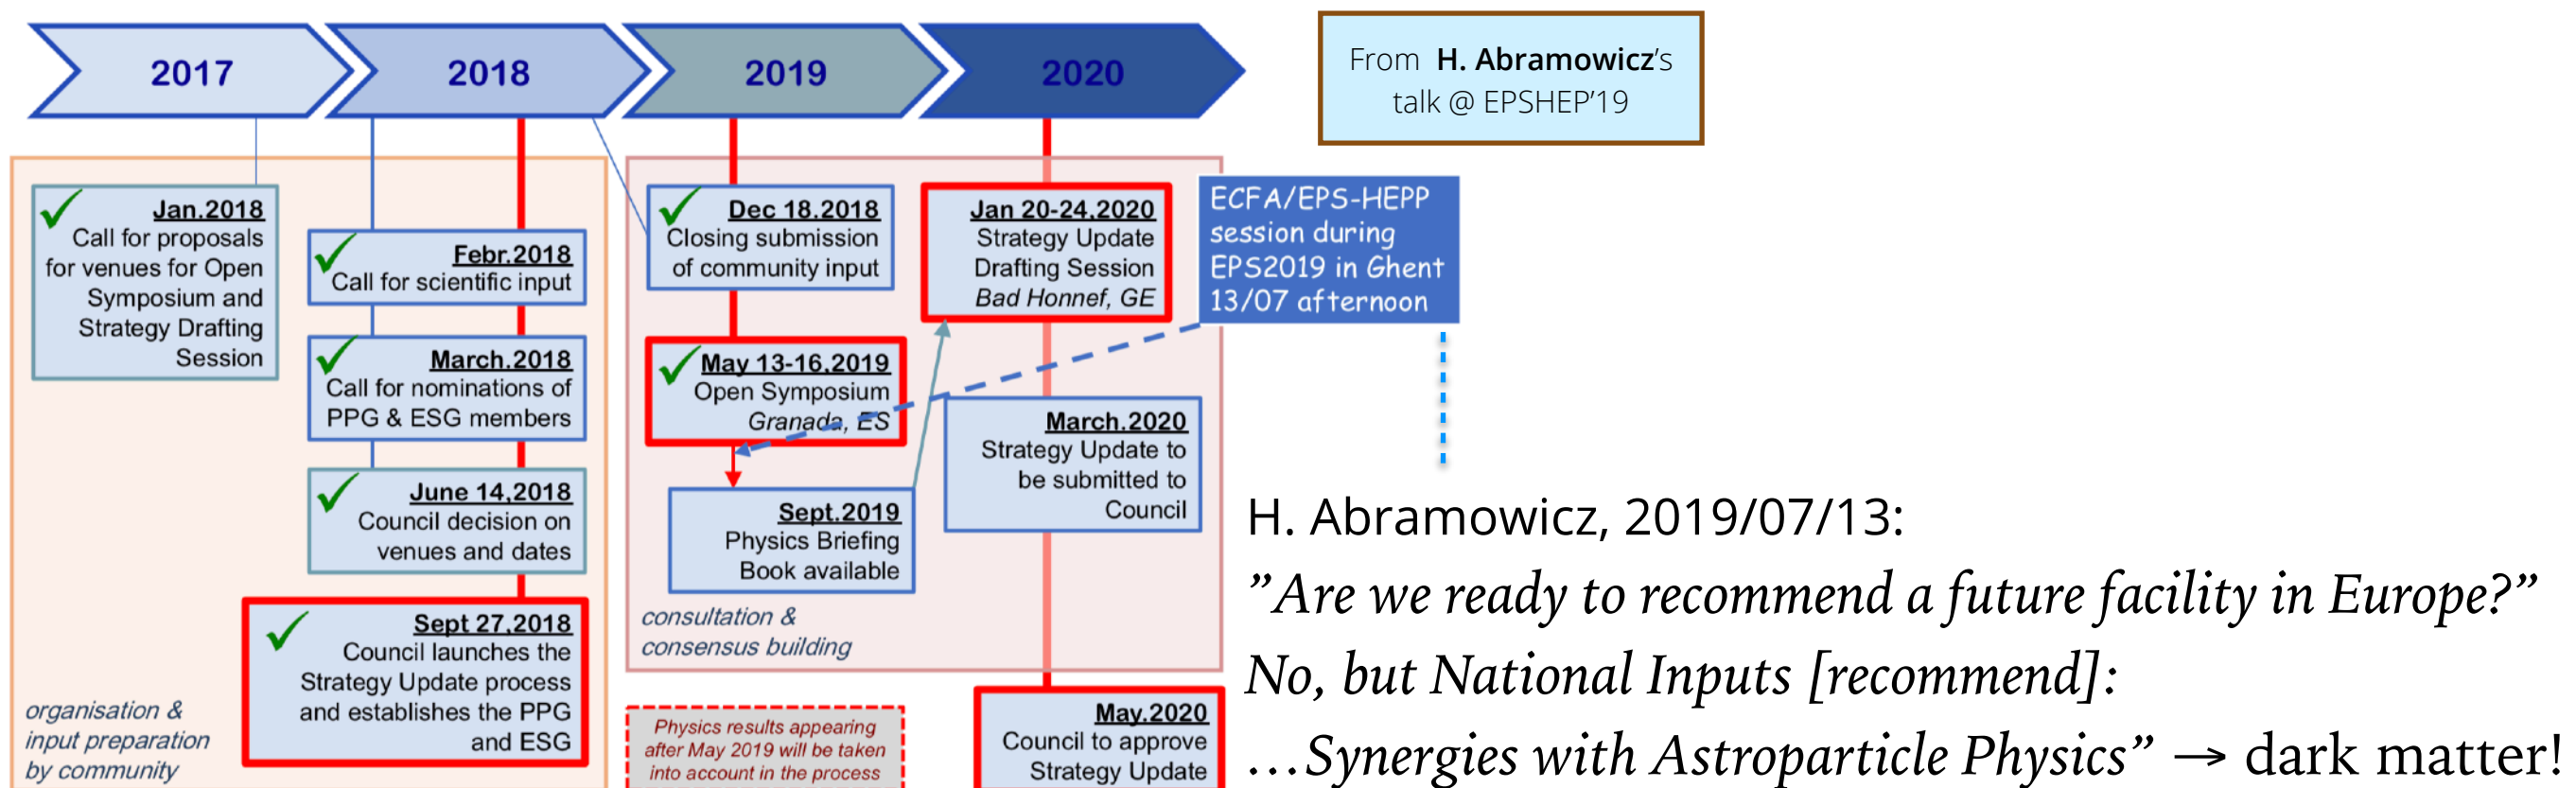 2017
2018
2019
2020
From H. Abramowicz's
talk @ EPSHEP'19
Jan.2018
Call for proposals
for venues for Open
Symposium and
Strategy Drafting
Session
Febr.2018
Call for scientific input
March.2018
Call for nominations of
PPG & ESG members
June 14,2018
Council decision on
venues and dates
Sept 27,2018
Council launches the
Strategy Update process
and establishes the PPG
and ESG
organisation &
input preparation
by community
Dec 18.2018
Closing submission
of community input
May 13-16,2019
Open Symposium
Granada, ES
Sept.2019
Physics Briefing
Book available
consultation &
consensus building
Physics results appearing
after May 2019 will be taken
into account in the process
Jan 20-24,2020
Strategy Update
Drafting Session
Bad Honnef, GE
March.2020
Strategy Update to
be submitted to
Council
May.2020
Council to approve
Strategy Update
ECFA/EPS-HEPP
session during
EPS2019 in Ghent
13/07 afternoon
H. Abramowicz, 2019/07/13:
”Are we ready to recommend a future facility in Europe?”
No, but National Inputs [recommend]:
…Synergies with Astroparticle Physics” → dark matter!